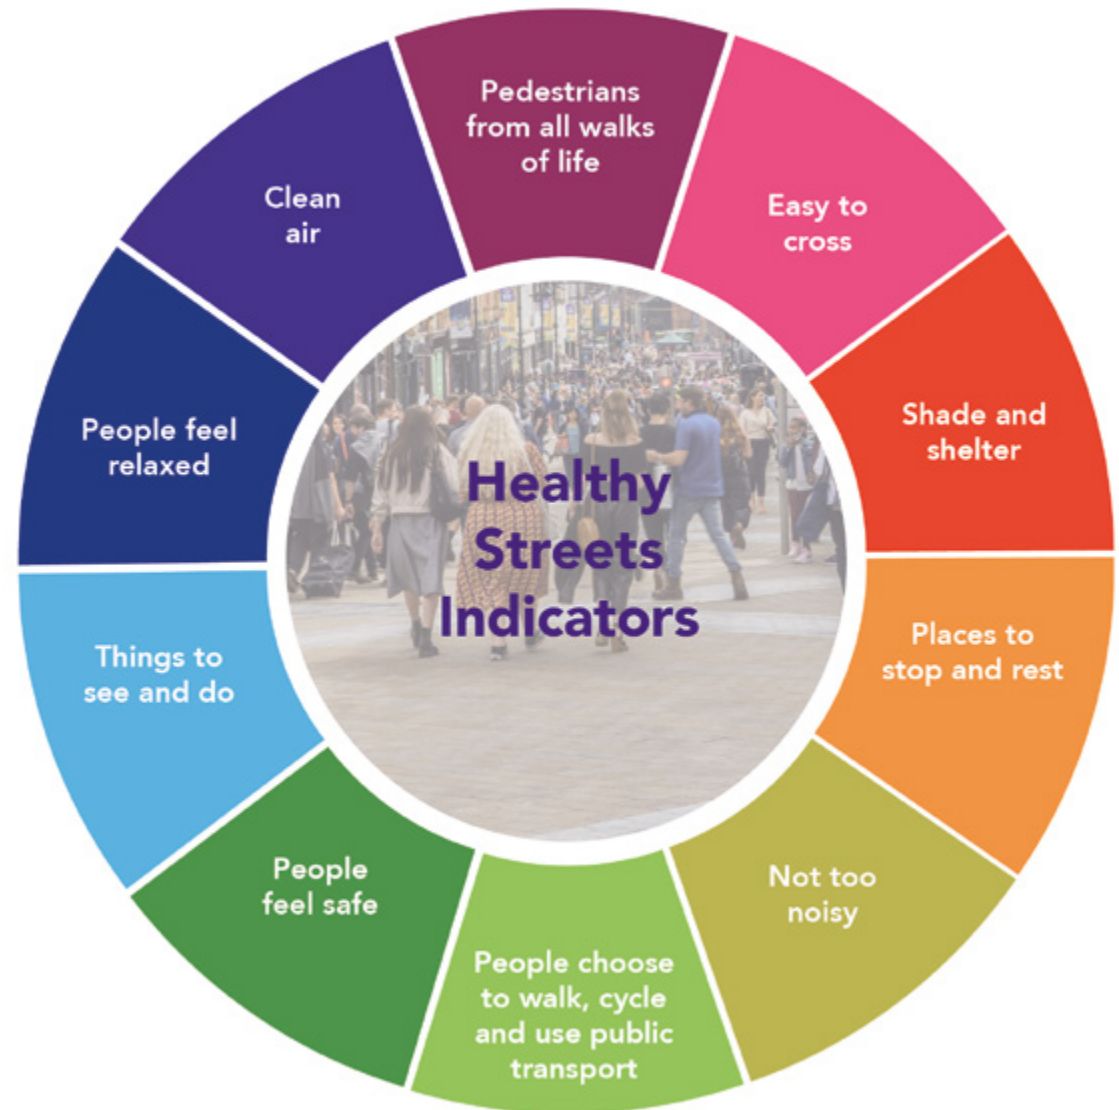 Pedestrians
from all walks
of life
Easy to
cross
Shade and
shelter
Places to
stop and rest
Not too
noisy
People choose
to walk, cycle
and use public
transport
People
feel safe
Things to
see and do
People feel
relaxed
Clean
air
Healthy
Streets
Indicators